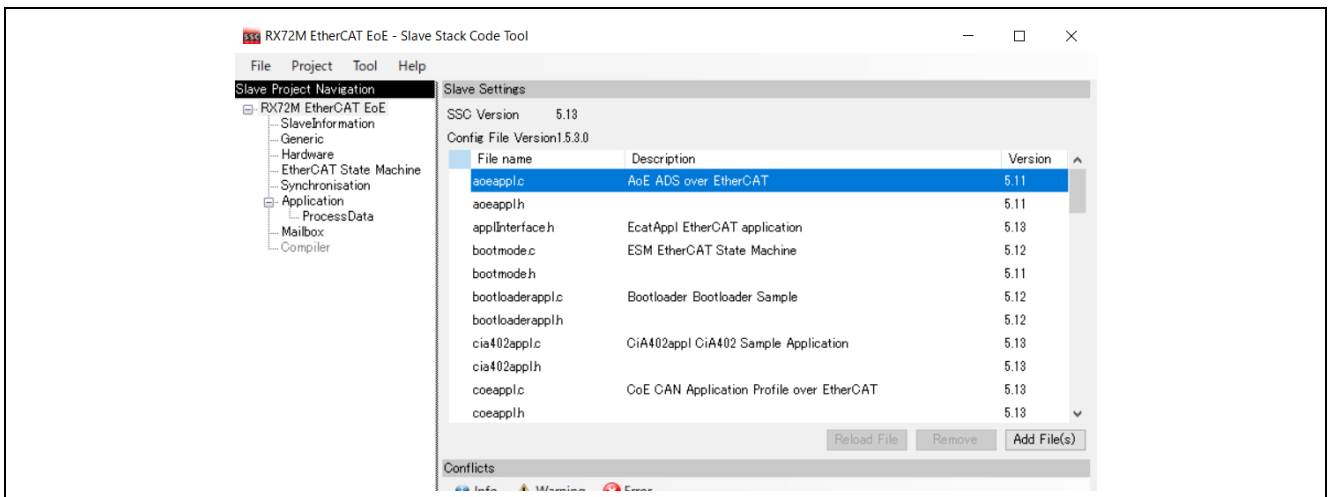 ssc RX72M EtherCAT EoE - Slave Stack Code Tool
File Project Tool Help
Slave Project Navigation
RX72M EtherCAT EoE
SlaveInformation
Generic
Hardware
EtherCAT State Machine
Synchronisation
Application
ProcessData
Mailbox
Compiler
Slave Settings
SSC Version 5.13
Config File Version1.5.3.0
File name Description Version
aoeappl.c AoE ADS over EtherCAT 5.11
aoeappl.h 5.11
applInterface.h EcatAppl EtherCAT application 5.13
bootmode.c ESM EtherCAT State Machine 5.12
bootmode.h 5.11
bootloaderappl.c Bootloader Bootloader Sample 5.12
bootloaderappl.h 5.12
cia402appl.c CiA402appl CiA402 Sample Application 5.13
cia402appl.h 5.13
coeappl.c CoE CAN Application Profile over EtherCAT 5.13
coeappl.h 5.13
Reload File Remove Add File(s)
Conflicts
Info Warning Error